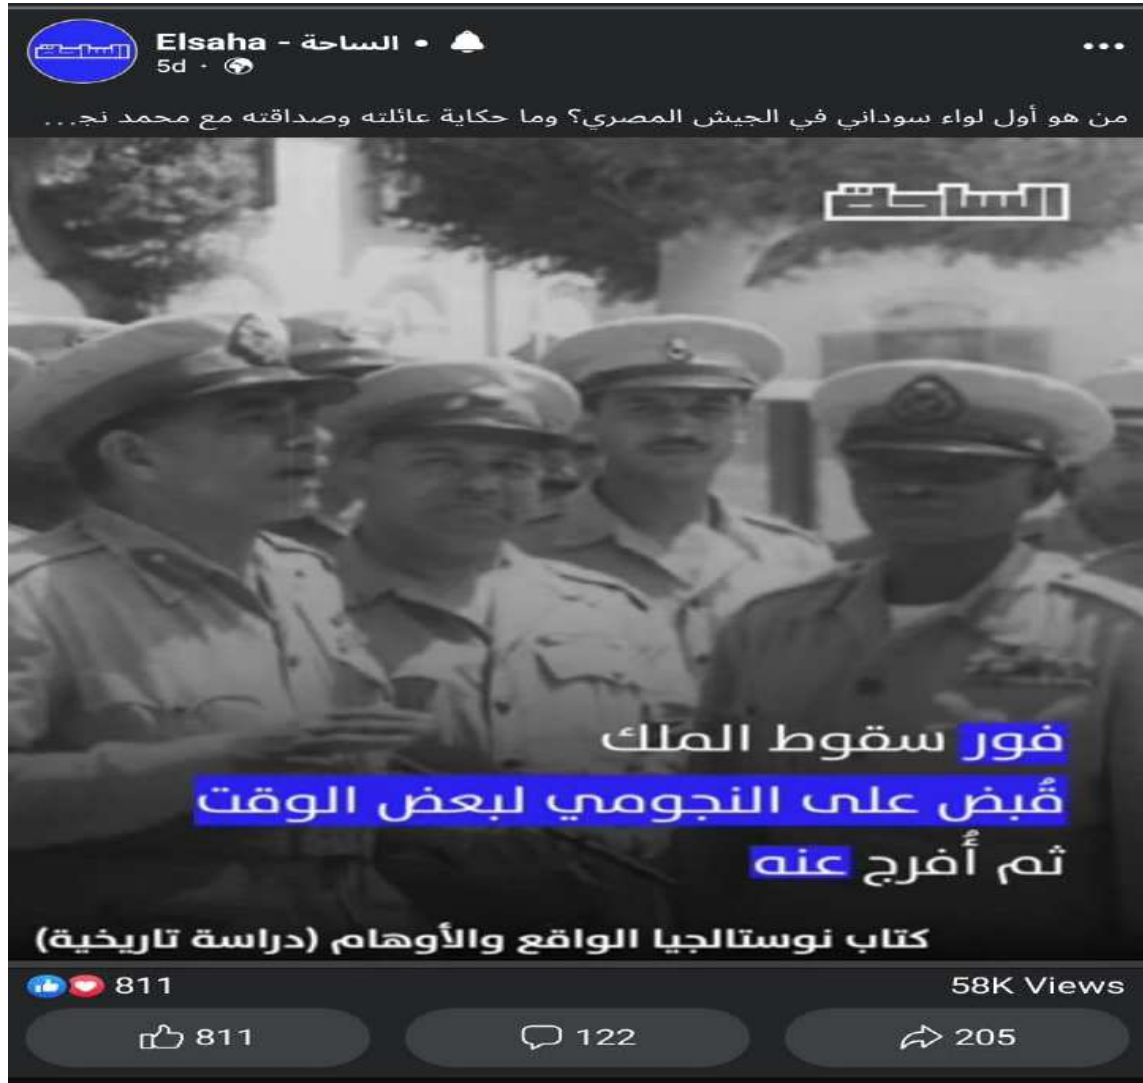 Elsaha - الساحة
5d
من هو أول لواء سوداني في الجيش المصري؟ وما حكاية عائلته وصداقته مع محمد نجـ...
الساحة
فور سقوط الملك
قُبض على النجومي لبعض الوقت
ثم أُفرج عنه
كتاب نوستالجيا الواقع والأوهام (دراسة تاريخية)
811
58K Views
811
122
205